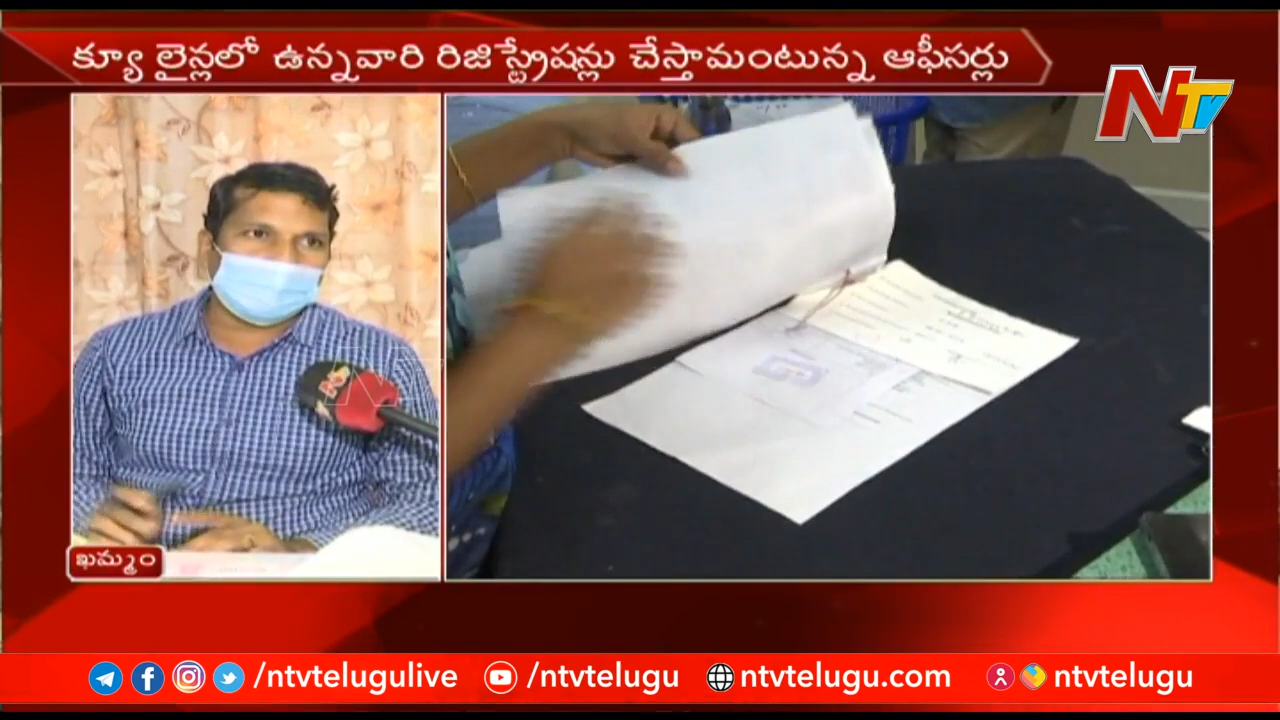 క్యూ లైన్లలో ఉన్నవారి రిజిస్ట్రేషన్లు చేస్తామంటున్న ఆఫీసర్లు
NTV
ఖమ్మం
/ntvtelugulive /ntvtelugu ntvtelugu.com ntvtelugu